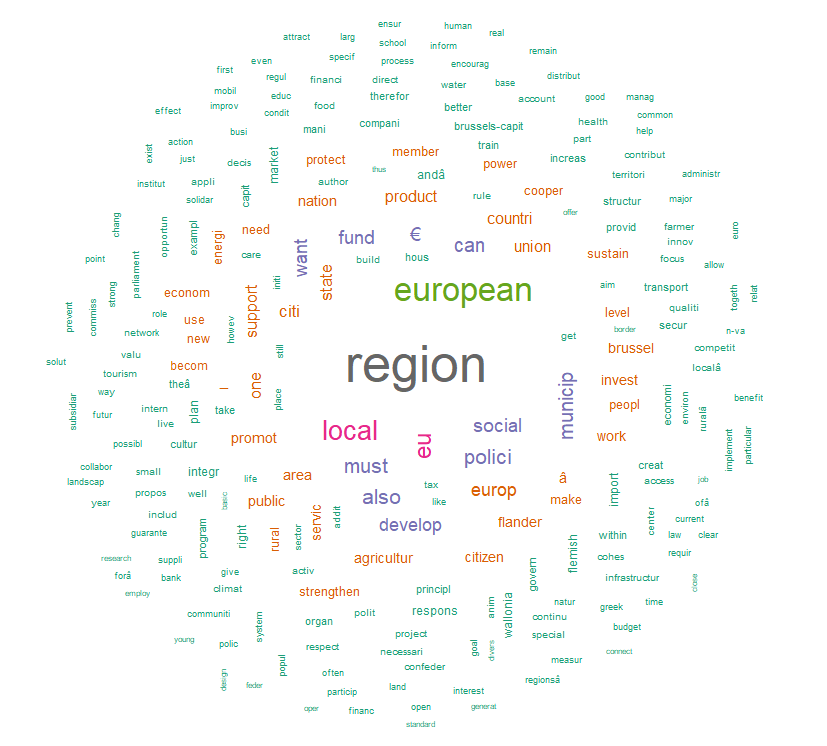 ensur
human
attract
larg
school
inform
real
even
specif
process
encourag
remain
first
regul
financi
direct
water
base
distribut
mobil
educ
food
therefor
better
account
good
manag
effect
improv
condit
mani
compani
brussels-capit
health
common
busi
train
part
help
action
exist
just
decis
market
protect
member
power
increas
contribut
thus
andâ
institut
appli
capit
author
nation
product
rule
cooper
territori
administr
solidar
structur
major
chang
opportun
exampl
energi
need
want
fund
€
can
countri
offer
union
provid
farmer
innov
euro
point
parliament
care
build
hous
sustain
focus
allow
prevent
commiss
strong
econom
support
initi
state
european
aim
transport
togeth
relat
role
citi
level
qualiti
network
use
new
howev
get
border
secur
n-va
solut
valu
still
region
brussel
competit
tourism
becom
theâ
–
one
place
invest
localâ
subsidiar
way
futur
intern
live
plan
take
municip
peopl
economi
environ
ruralâ
benefit
possibl
cultur
promot
local
eu
social
work
implement
particular
collabor
landscap
small
integr
life
area
must
polici
creat
access
job
year
propos
well
basic
public
also
tax
like
europ
â
make
import
ofâ
includ
guarante
program
right
rural
sector
servic
addit
develop
flander
center
current
law
clear
research
suppli
agricultur
citizen
flemish
within
cohes
requir
forâ
bank
give
activ
govern
infrastructur
close
employ
climat
strengthen
principl
natur
communiti
system
organ
polit
respons
anim
wallonia
continu
greek
time
young
polic
respect
project
special
budget
popul
necessari
goal
divers
measur
connect
design
feder
often
confeder
regionsâ
particip
land
interest
oper
financ
open
generat
standard